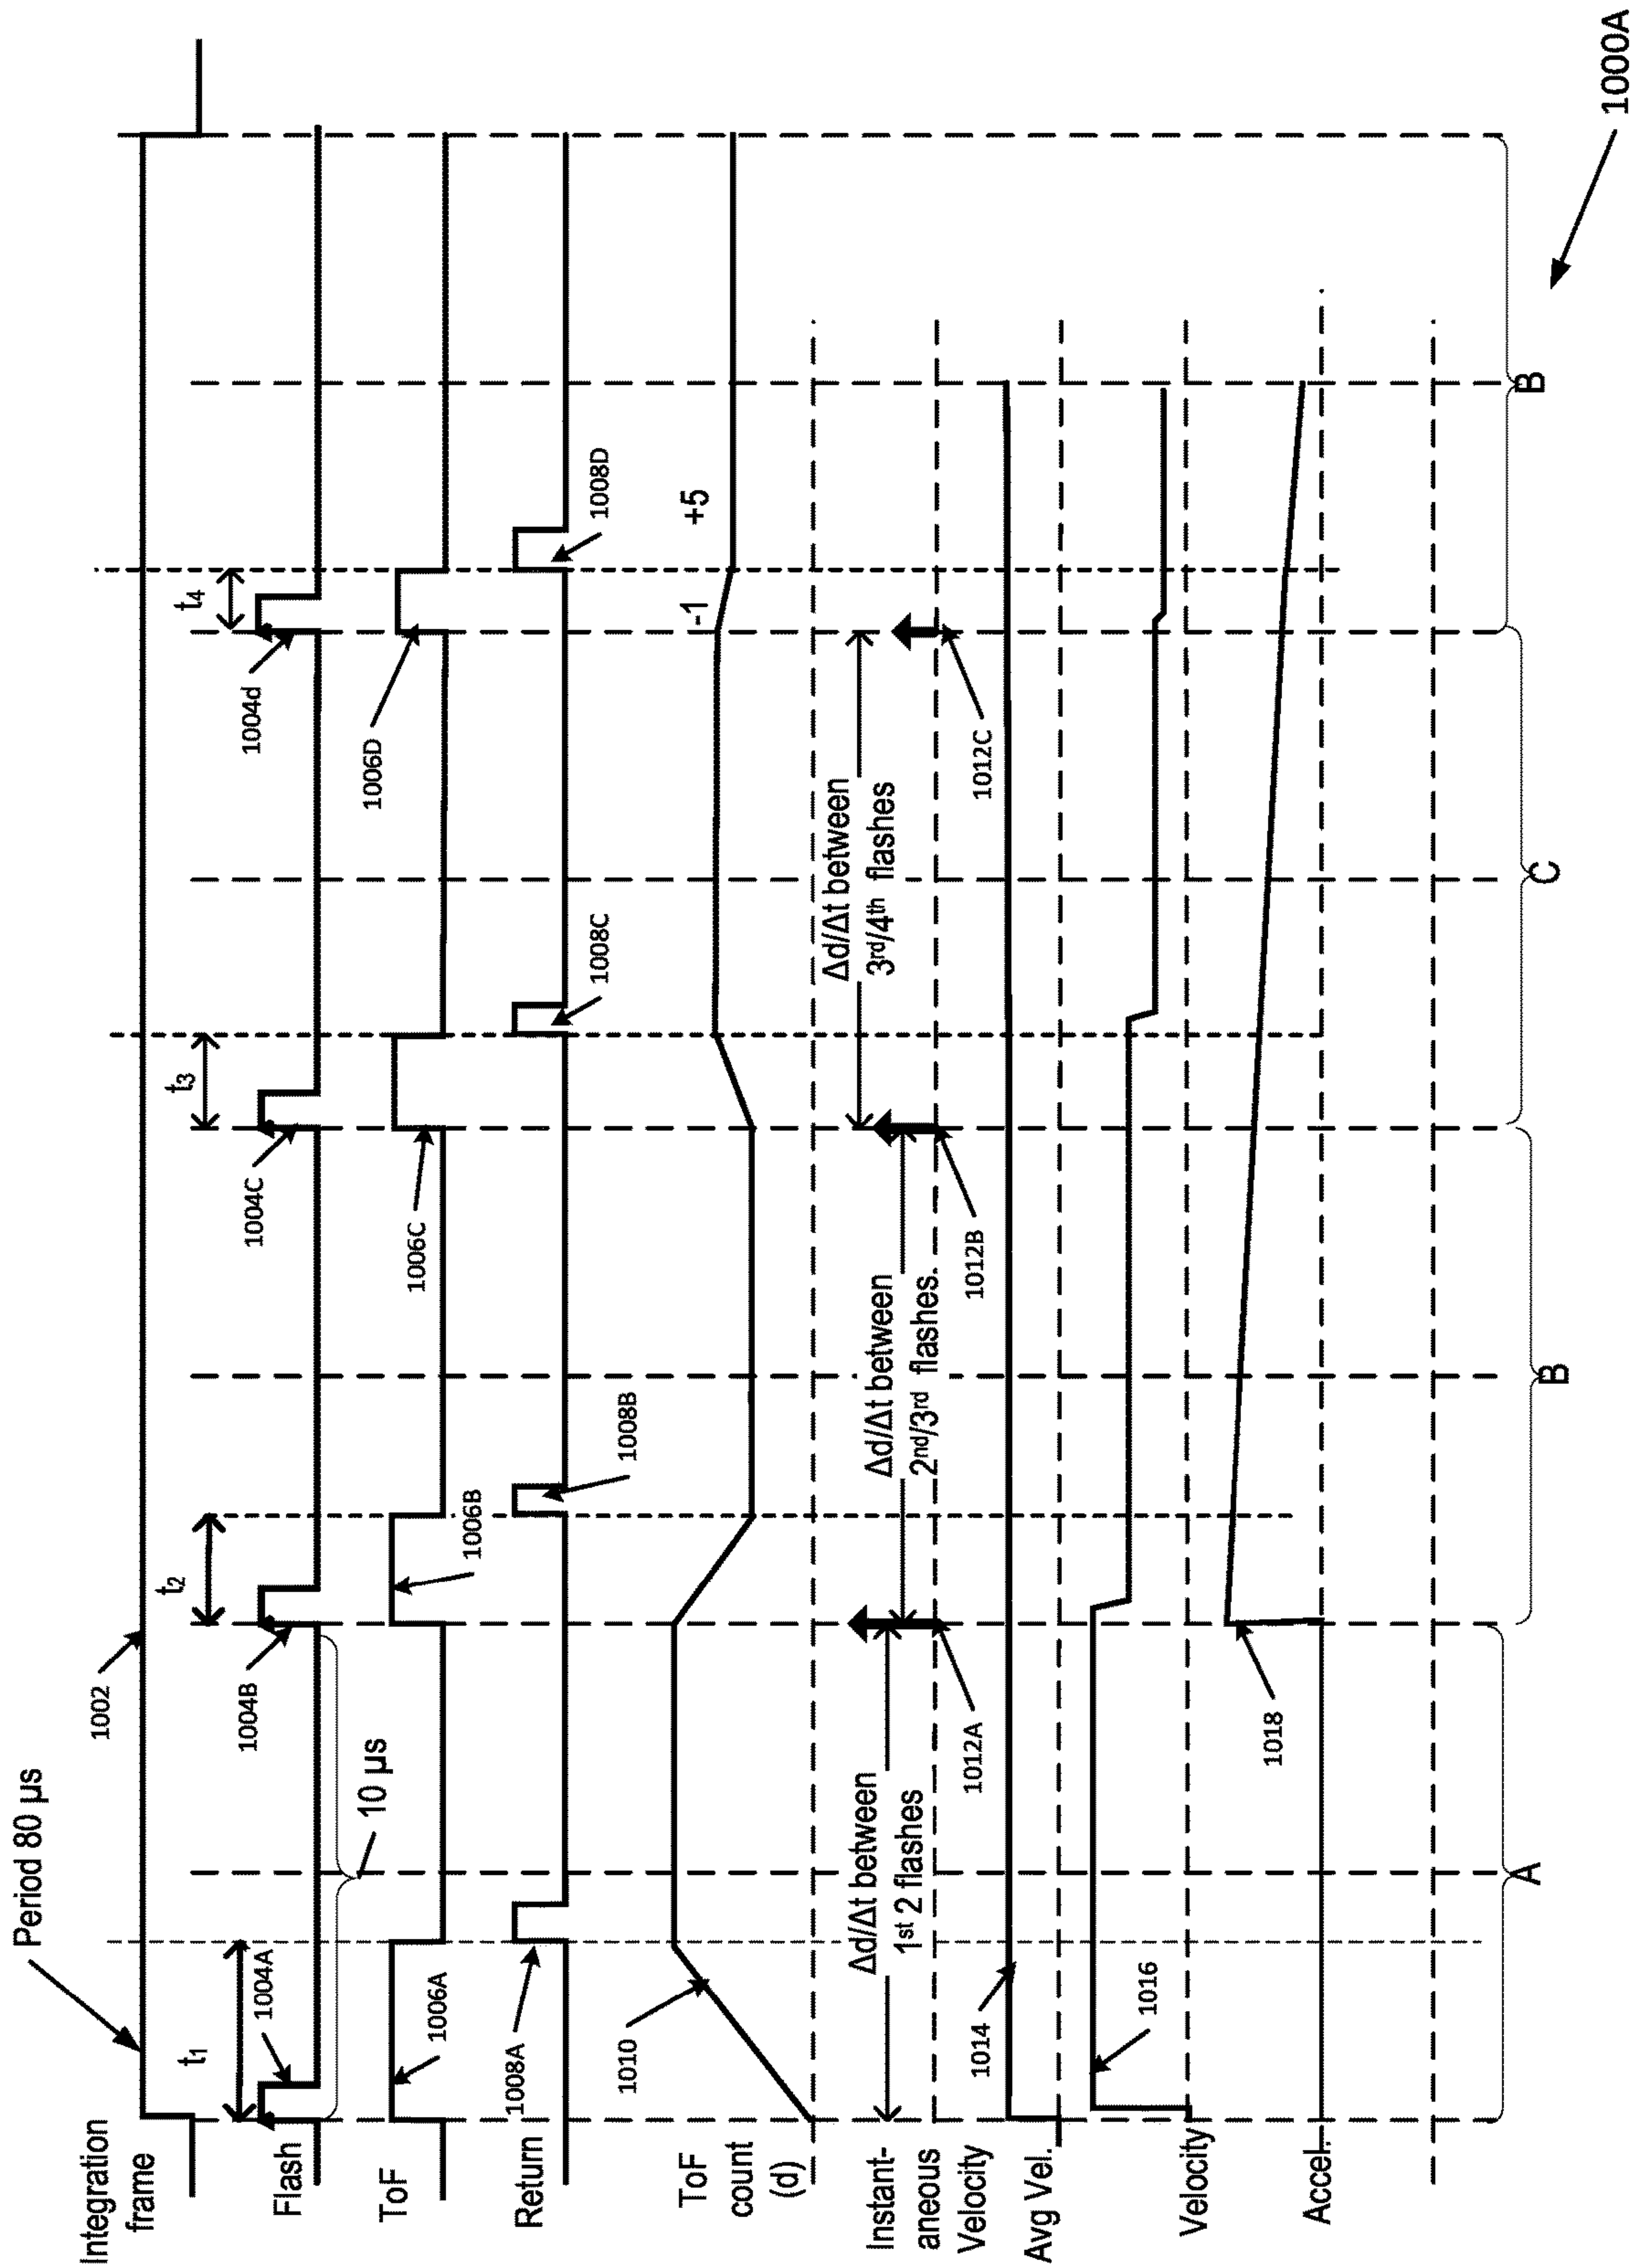 Period 80 µs
1002
Integration
frame
t1
t2
t3
t4
Flash
1004A
1004B
1004C
1004d
10 µs
ToF
1006A
1006B
1006C
1006D
Return
1008A
1008B
1008C
1008D
ToF
count
(d)
1010
-1
+5
Instant-
aneous
Velocity
Δd/Δt between
1st 2 flashes
Δd/Δt between
2nd/3rd flashes.
Δd/Δt between
3rd/4th flashes
1012A
1012B
1012C
Avg Vel.
1014
Velocity
1016
Accel.
1018
A
B
C
B
1000A